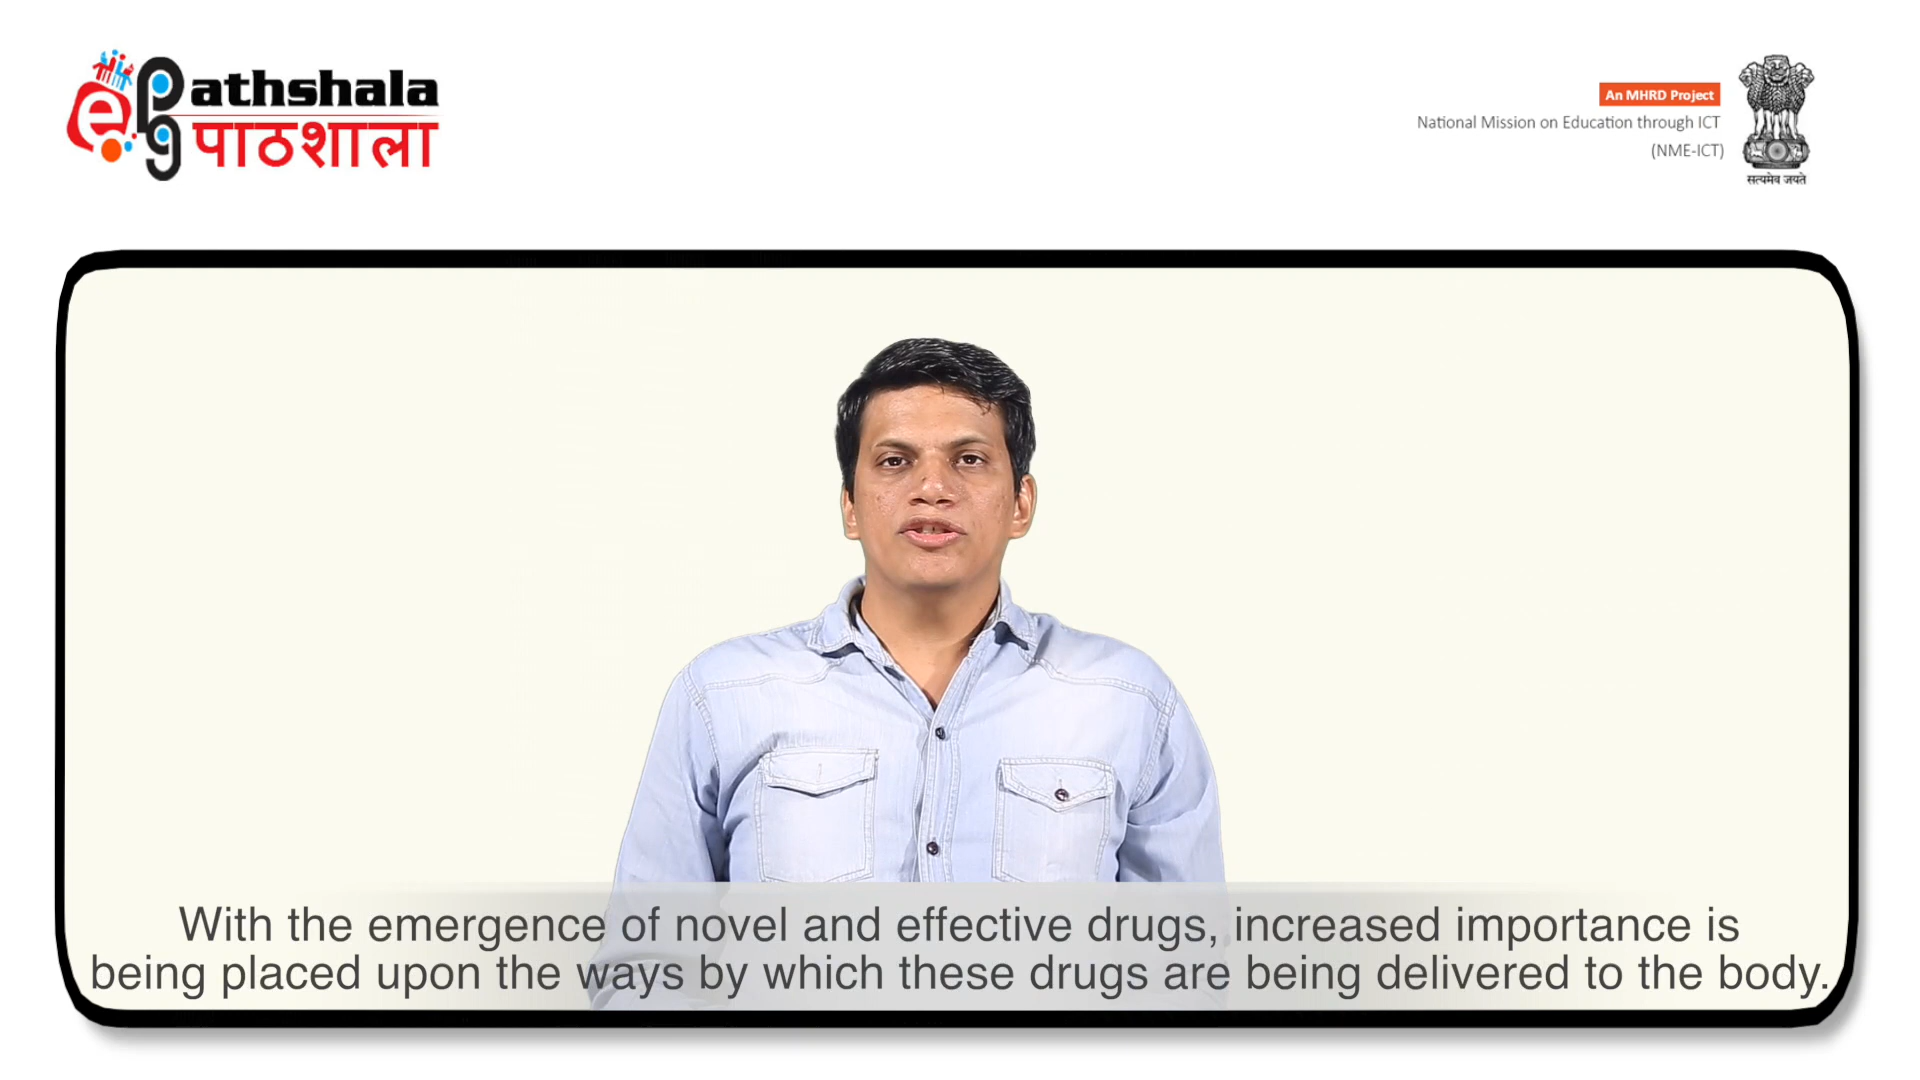 ePG Pathshala
पाठशाला
An MHRD Project
National Mission on Education through ICT
(NME-ICT)
सत्यमेव जयते
With the emergence of novel and effective drugs, increased importance is
being placed upon the ways by which these drugs are being delivered to the body.